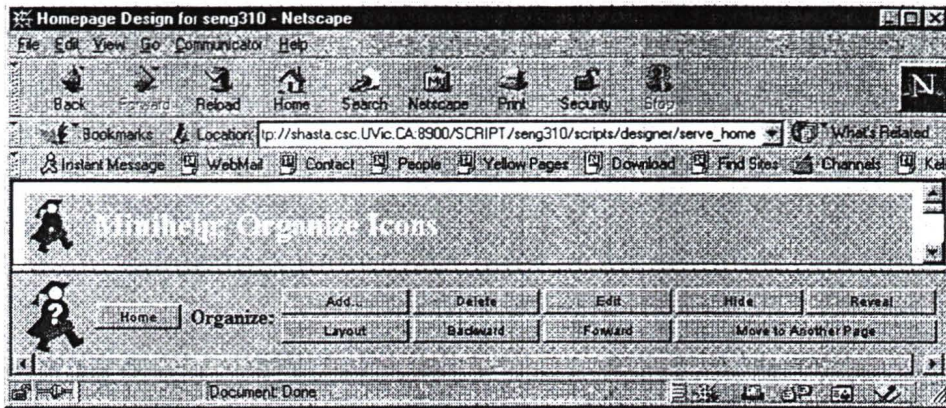 Homepage Design for seng310 - Netscape
File Edit View Go Communicator Help
Back Forward Reload Home Search Netscape Print Security Stop
Bookmarks Location: tp://shasta.csc.UVic.CA:8900/SCRIPT/seng310/scripts/designer/serve_home What's Related
Instant Message WebMail Contact People Yellow Pages Download Find Sites Channels
Minihelp: Organize Icons
Home Organize: Add... Delete Edit Hide Reveal
Layout Backward Forward Move to Another Page
Document: Done